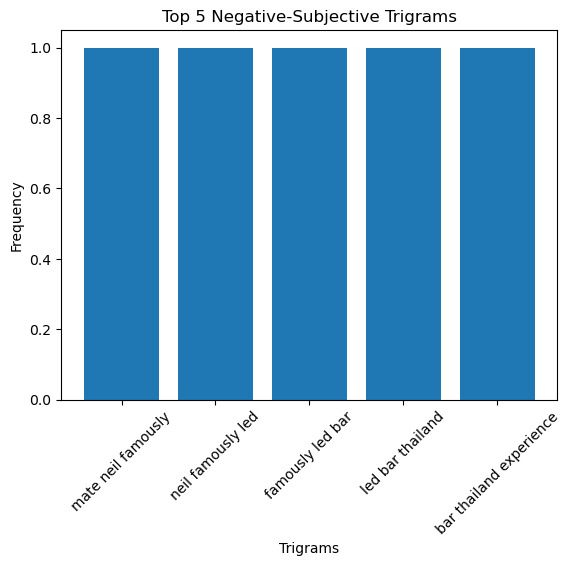 Top 5 Negative-Subjective Trigrams
1.0
0.8
0.6
0.4
0.2
0.0
Frequency
mate neil famously
neil famously led
famously led bar
led bar thailand
bar thailand experience
Trigrams